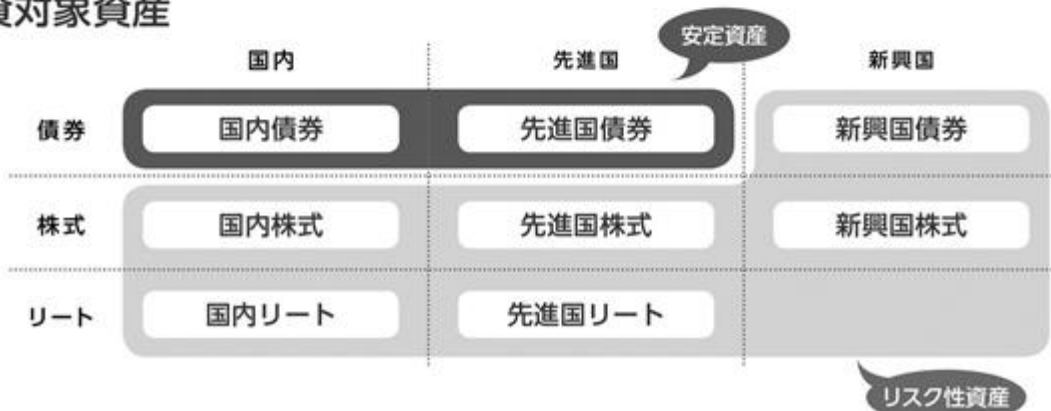 対象資産
安定資産
国内 先進国 新興国
債券 国内債券 先進国債券 新興国債券
株式 国内株式 先進国株式 新興国株式
リート 国内リート 先進国リート
リスク性資産